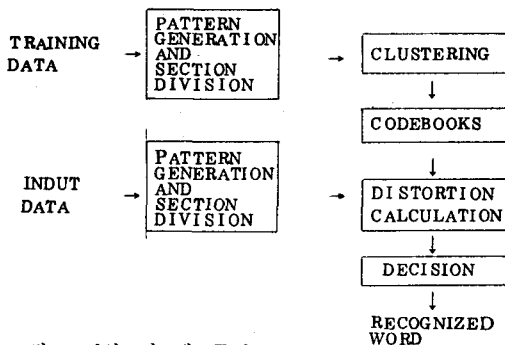 TRAINING
DATA
PATTERN
GENERATION
AND
SECTION
DIVISION
CLUSTERING
CODEBOOKS
INDUT
DATA
PATTERN
GENERATION
AND
SECTION
DIVISION
DISTORTION
CALCULATION
DECISION
RECOGNIZED
WORD